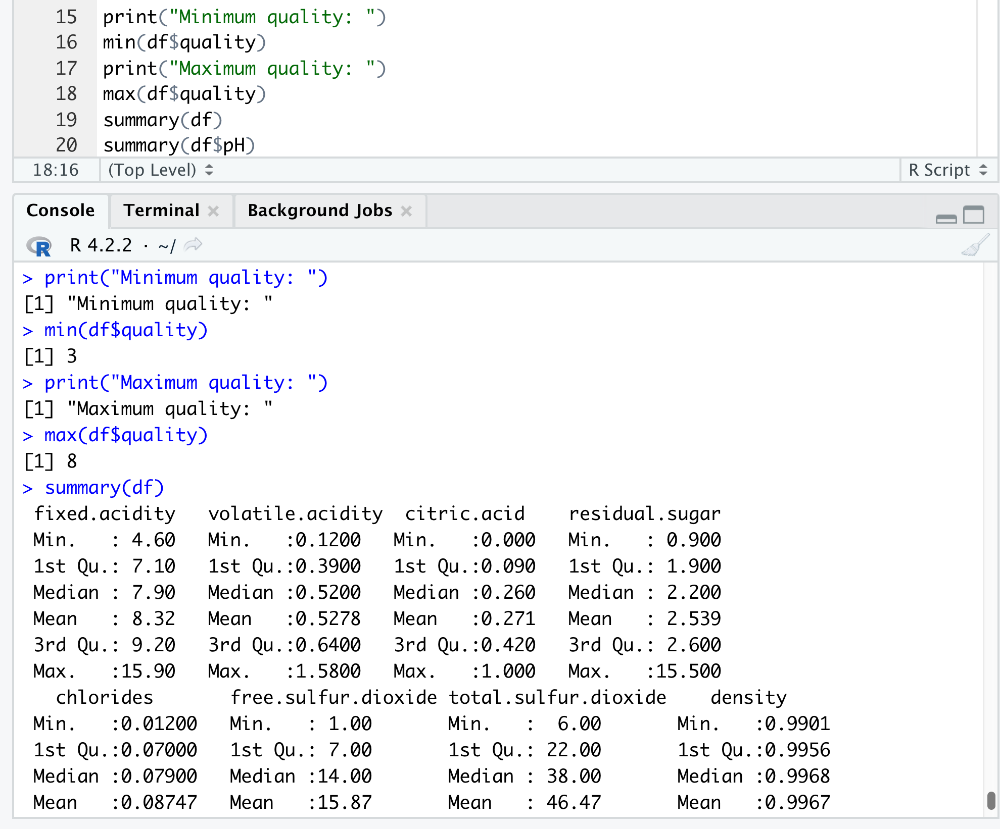 15 print("Minimum quality: ")
16 min(df$quality)
17 print("Maximum quality: ")
18 max(df$quality)
19 summary(df)
20 summary(df$pH)
18:16 (Top Level) R Script
Console Terminal Background Jobs
R R 4.2.2 · ~/
> print("Minimum quality: ")
[1] "Minimum quality: "
> min(df$quality)
[1] 3
> print("Maximum quality: ")
[1] "Maximum quality: "
> max(df$quality)
[1] 8
> summary(df)
fixed.acidity volatile.acidity citric.acid residual.sugar
Min. : 4.60 Min. :0.1200 Min. :0.000 Min. : 0.900
1st Qu.: 7.10 1st Qu.:0.3900 1st Qu.:0.090 1st Qu.: 1.900
Median : 7.90 Median :0.5200 Median :0.260 Median : 2.200
Mean : 8.32 Mean :0.5278 Mean :0.271 Mean : 2.539
3rd Qu.: 9.20 3rd Qu.:0.6400 3rd Qu.:0.420 3rd Qu.: 2.600
Max. :15.90 Max. :1.5800 Max. :1.000 Max. :15.500
chlorides free.sulfur.dioxide total.sulfur.dioxide density
Min. :0.01200 Min. : 1.00 Min. : 6.00 Min. :0.9901
1st Qu.:0.07000 1st Qu.: 7.00 1st Qu.: 22.00 1st Qu.:0.9956
Median :0.07900 Median :14.00 Median : 38.00 Median :0.9968
Mean :0.08747 Mean :15.87 Mean : 46.47 Mean :0.9967